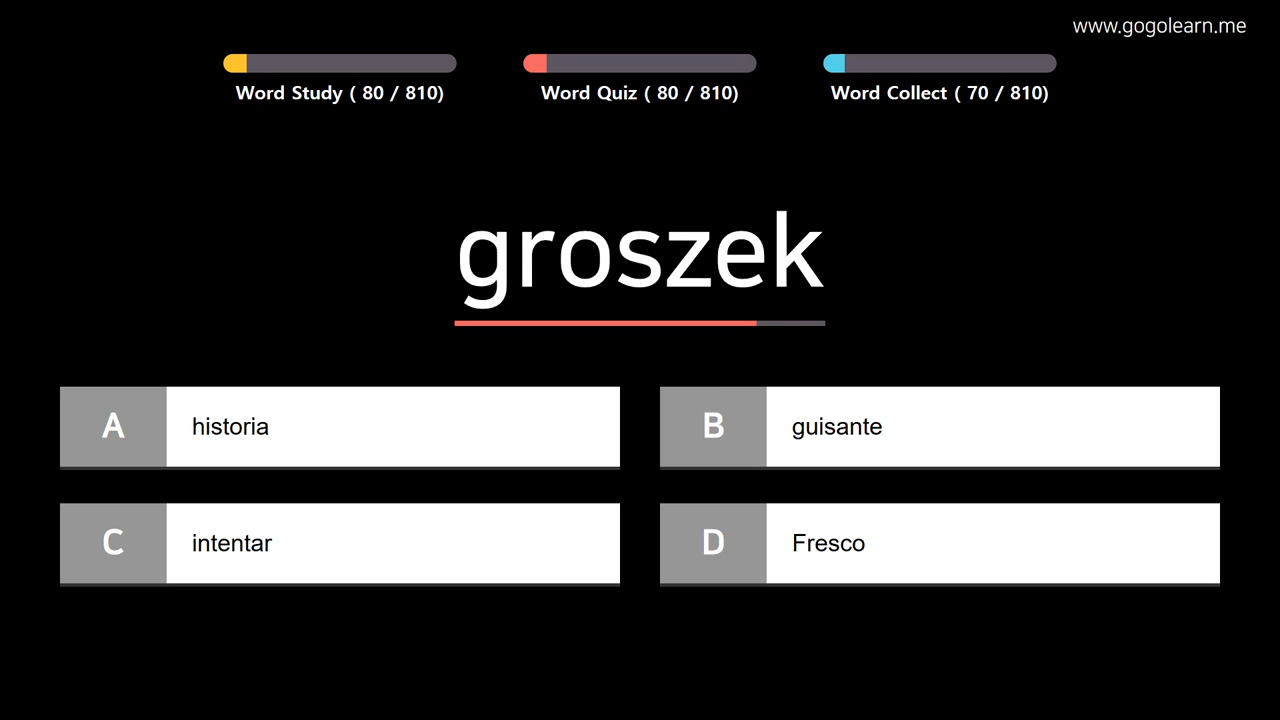 www.gogolearn.me
Word Study ( 80 / 810)
Word Quiz ( 80 / 810)
Word Collect ( 70 / 810)
groszek
A historia
B guisante
C intentar
D Fresco